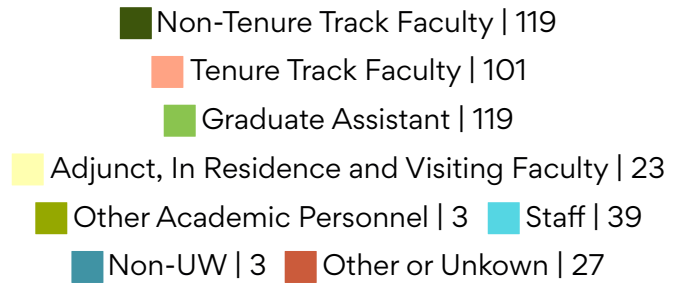 Non-Tenure Track Faculty | 119
Tenure Track Faculty | 101
Graduate Assistant | 119
Adjunct, In Residence and Visiting Faculty | 23
Other Academic Personnel | 3 Staff | 39
Non-UW | 3 Other or Unkown | 27